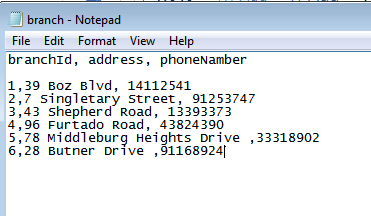 branch - Notepad
File Edit Format View Help
branchId, address, phoneNamber
1,39 Boz Blvd, 14112541
2,7 Singletary Street, 91253747
3,43 Shepherd Road, 13393373
4,96 Furtado Road, 43824390
5,78 Middleburg Heights Drive ,33318902
6,28 Butner Drive ,91168924